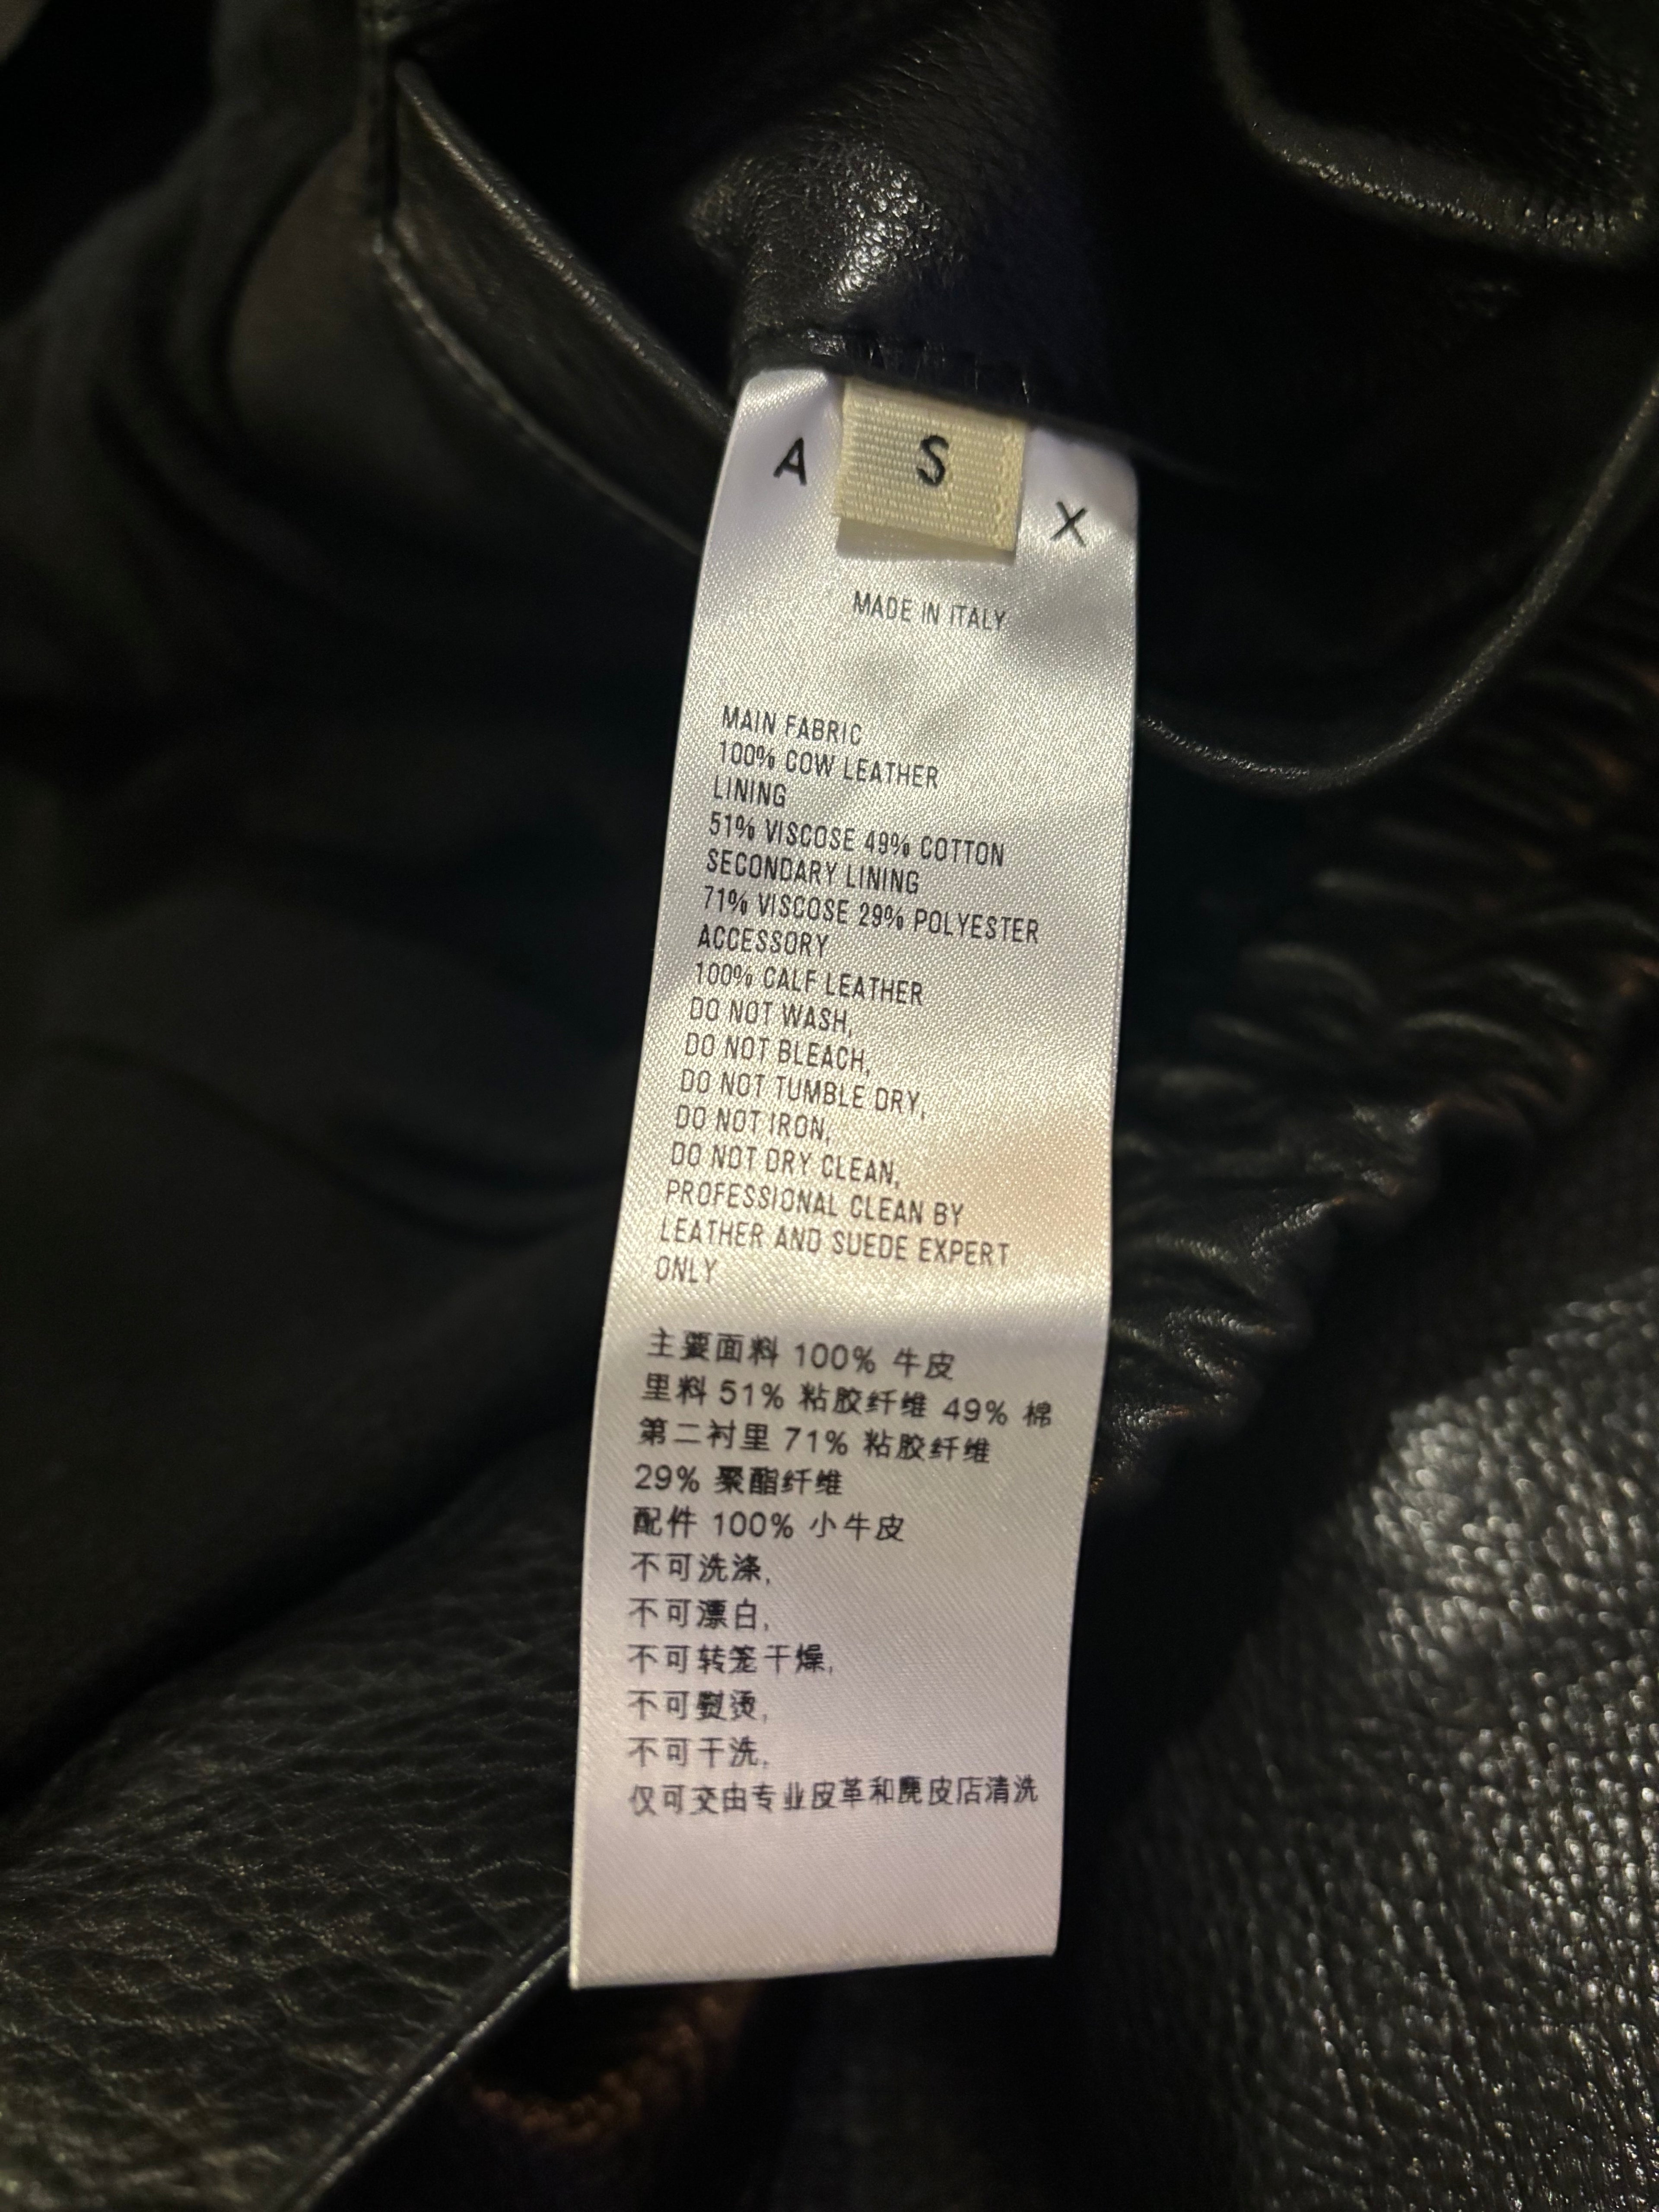 A S X
MADE IN ITALY
MAIN FABRIC
100% COW LEATHER
LINING
51% VISCOSE 49% COTTON
SECONDARY LINING
71% VISCOSE 29% POLYESTER
ACCESSORY
100% CALF LEATHER
DO NOT WASH,
DO NOT BLEACH,
DO NOT TUMBLE DRY,
DO NOT IRON,
DO NOT DRY CLEAN,
PROFESSIONAL CLEAN BY
LEATHER AND SUEDE EXPERT
ONLY
主要面料 100% 牛皮
里料 51% 粘胶纤维 49% 棉
第二衬里 71% 粘胶纤维
29% 聚酯纤维
配件 100% 小牛皮
不可洗涤,
不可漂白,
不可转笼干燥,
不可熨烫,
不可干洗,
仅可交由专业皮革和麂皮店清洗